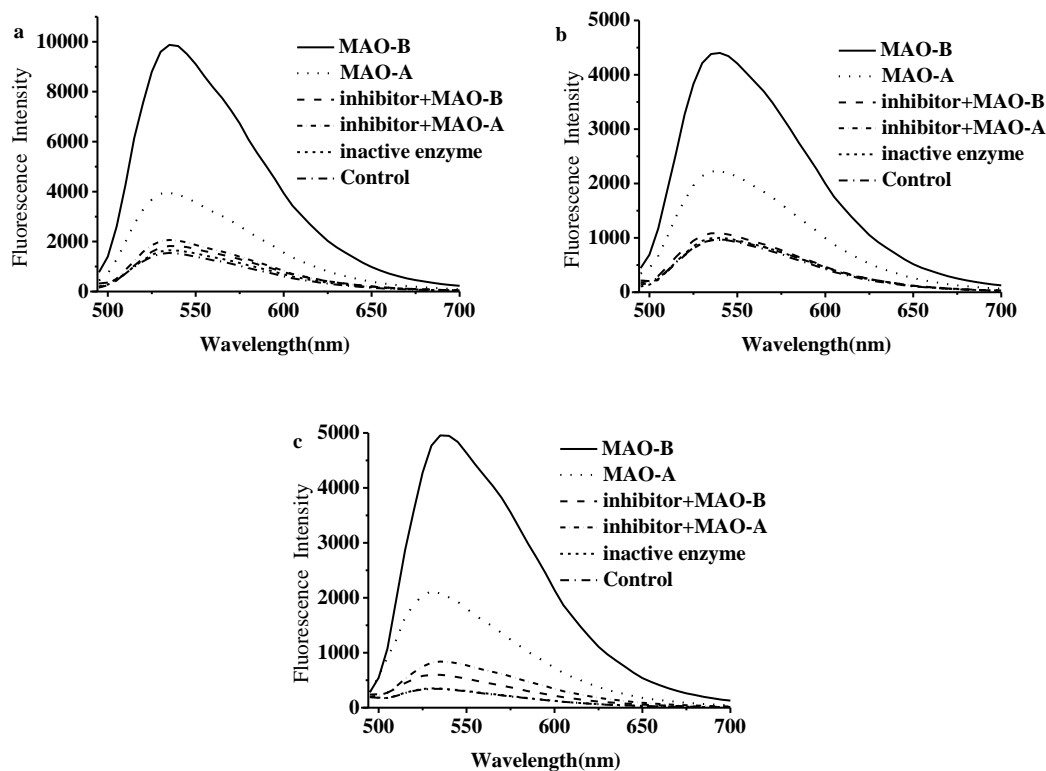 a
10000
8000
6000
4000
2000
0
Fluorescence Intensity
500 550 600 650 700
Wavelength(nm)
MAO-B
MAO-A
inhibitor+MAO-B
inhibitor+MAO-A
inactive enzyme
Control
b
5000
4000
3000
2000
1000
0
Fluorescence Intensity
500 550 600 650 700
Wavelength(nm)
MAO-B
MAO-A
inhibitor+MAO-B
inhibitor+MAO-A
inactive enzyme
Control
c
5000
4000
3000
2000
1000
0
Fluorescence Intensity
500 550 600 650 700
Wavelength(nm)
MAO-B
MAO-A
inhibitor+MAO-B
inhibitor+MAO-A
inactive enzyme
Control